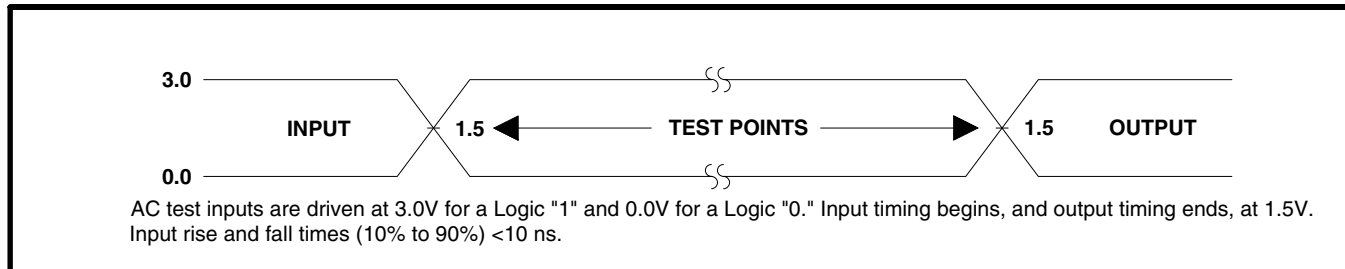 3.0
INPUT 1.5 TEST POINTS 1.5 OUTPUT
0.0
AC test inputs are driven at 3.0V for a Logic "1" and 0.0V for a Logic "0." Input timing begins, and output timing ends, at 1.5V.
Input rise and fall times (10% to 90%) <10 ns.